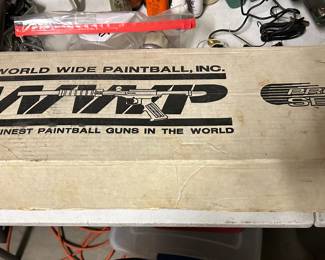 WORLD WIDE PAINTBALL, INC.
WWP
FINEST PAINTBALL GUNS IN THE WORLD